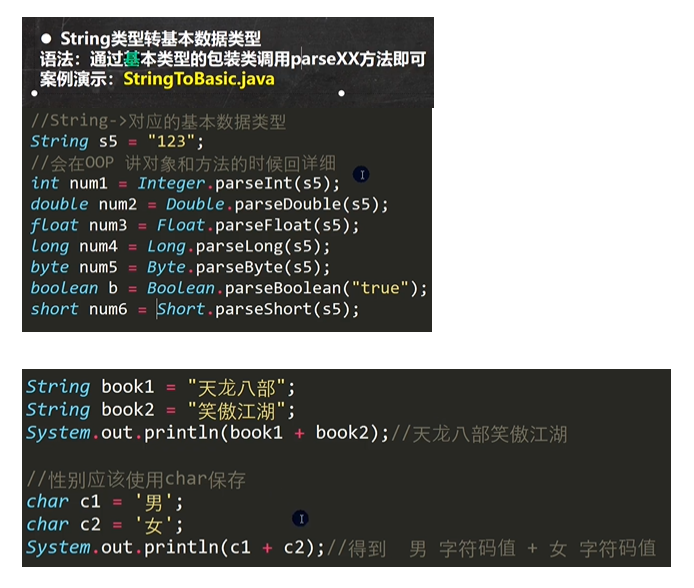 ● String类型转基本数据类型
语法：通过基本类型的包装类调用parseXX方法即可
案例演示：StringToBasic.java
//String->对应的基本数据类型
String s5 = "123";
//会在OOP 讲对象和方法的时候回详细
int num1 = Integer.parseInt(s5);
double num2 = Double.parseDouble(s5);
float num3 = Float.parseFloat(s5);
long num4 = Long.parseLong(s5);
byte num5 = Byte.parseByte(s5);
boolean b = Boolean.parseBoolean("true");
short num6 = Short.parseShort(s5);
String book1 = "天龙八部";
String book2 = "笑傲江湖";
System.out.println(book1 + book2);//天龙八部笑傲江湖
//性别应该使用char保存
char c1 = '男';
char c2 = '女';
System.out.println(c1 + c2);//得到 男 字符码值 + 女 字符码值